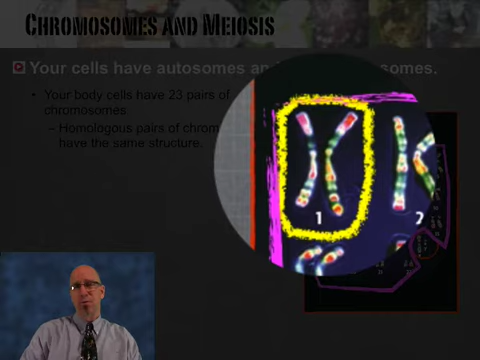 Chromosomes and Meiosis
Your cells have autosomes an somes.
• Your body cells have 23 pairs of
chromosomes.
– Homologous pairs of chrom
have the same structure.
1
2